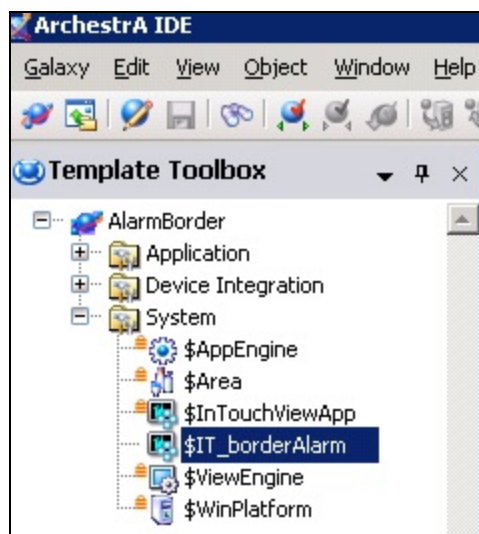 ArchestrA IDE
Galaxy Edit View Object Window Help
Template Toolbox
AlarmBorder
Application
Device Integration
System
$AppEngine
$Area
$InTouchViewApp
$IT_borderAlarm
$ViewEngine
$WinPlatform